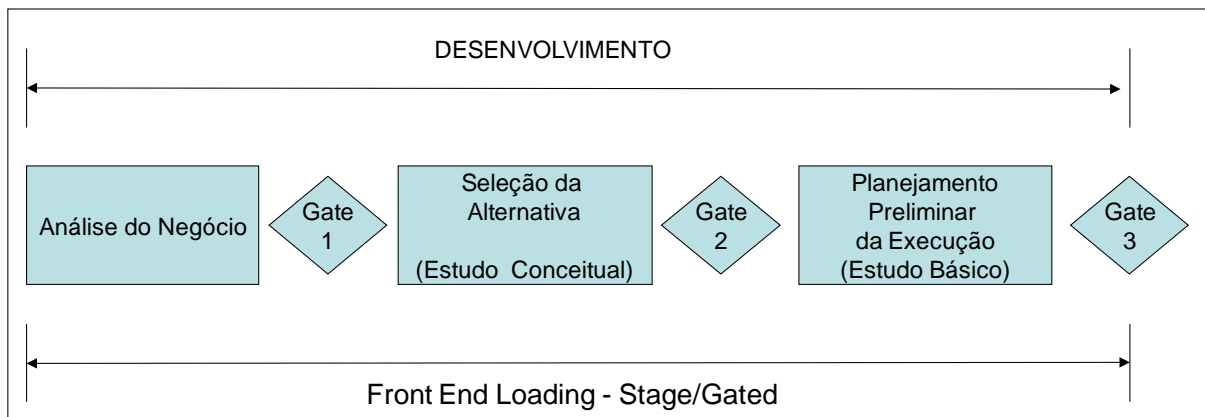 DESENVOLVIMENTO
Análise do Negócio
Gate
1
Seleção da
Alternativa
(Estudo Conceitual)
Gate
2
Planejamento
Preliminar
da Execução
(Estudo Básico)
Gate
3
Front End Loading - Stage/Gated